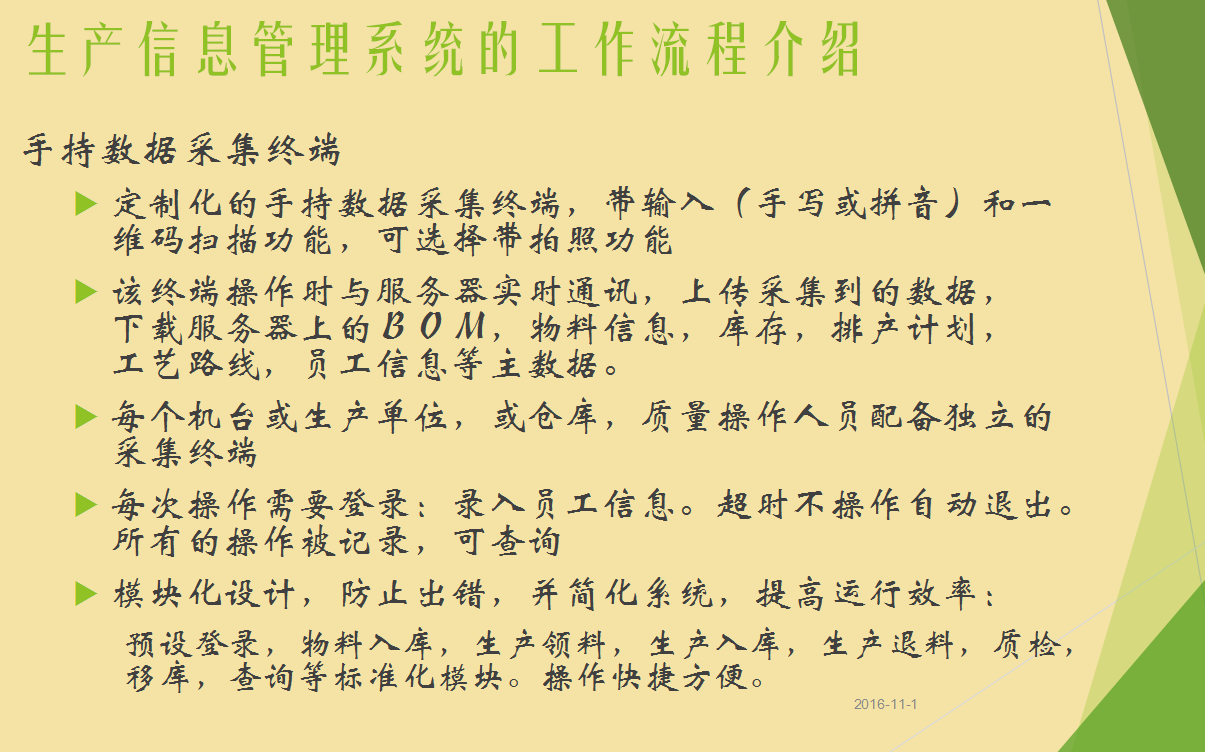 生产信息管理系统的工作流程介绍
手持数据采集终端
定制化的手持数据采集终端，带输入（手写或拼音）和一
维码扫描功能，可选择带拍照功能
该终端操作时与服务器实时通讯，上传采集到的数据，
下载服务器上的BOM，物料信息，库存，排产计划，
工艺路线，员工信息等主数据。
每个机台或生产单位，或仓库，质量操作人员配备独立的
采集终端
每次操作需要登录：录入员工信息。超时不操作自动退出。
所有的操作被记录，可查询
模块化设计，防止出错，并简化系统，提高运行效率：
预设登录，物料入库，生产领料，生产入库，生产退料，质检，
移库，查询等标准化模块。操作快捷方便。
2016-11-1